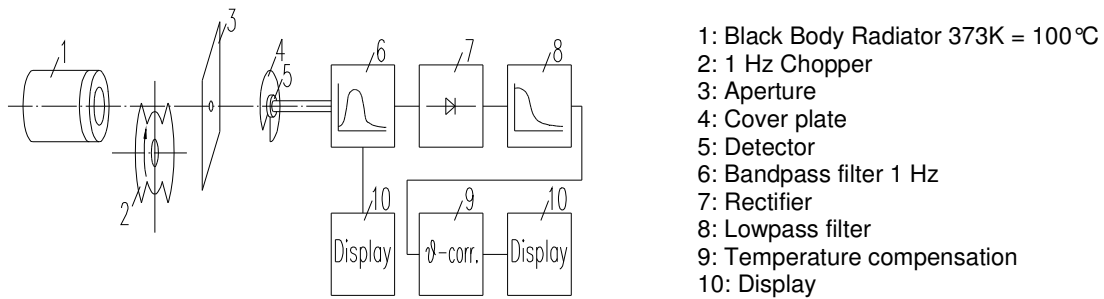 1
2
3
4
5
6
7
8
10
Display
9
ϑ-corr.
10
Display
1: Black Body Radiator 373K = 100°C
2: 1 Hz Chopper
3: Aperture
4: Cover plate
5: Detector
6: Bandpass filter 1 Hz
7: Rectifier
8: Lowpass filter
9: Temperature compensation
10: Display